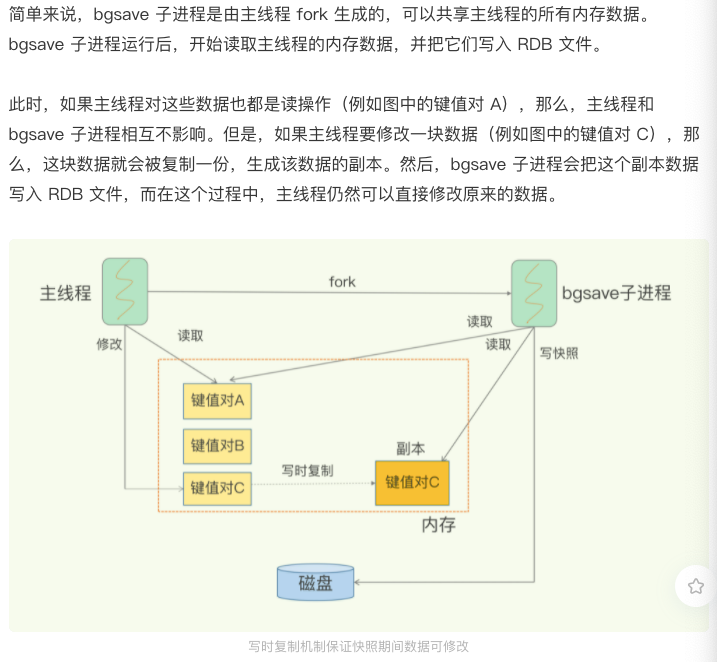 简单来说，bgsave 子进程是由主线程 fork 生成的，可以共享主线程的所有内存数据。
bgsave 子进程运行后，开始读取主线程的内存数据，并把它们写入 RDB 文件。
此时，如果主线程对这些数据也都是读操作（例如图中的键值对 A），那么，主线程和
bgsave 子进程相互不影响。但是，如果主线程要修改一块数据（例如图中的键值对 C），那
么，这块数据就会被复制一份，生成该数据的副本。然后，bgsave 子进程会把这个副本数据
写入 RDB 文件，而在这个过程中，主线程仍然可以直接修改原来的数据。
主线程
fork
bgsave子进程
修改
读取
读取
读取
写快照
键值对A
键值对B
键值对C
写时复制
副本
键值对C
内存
磁盘
写时复制机制保证快照期间数据可修改